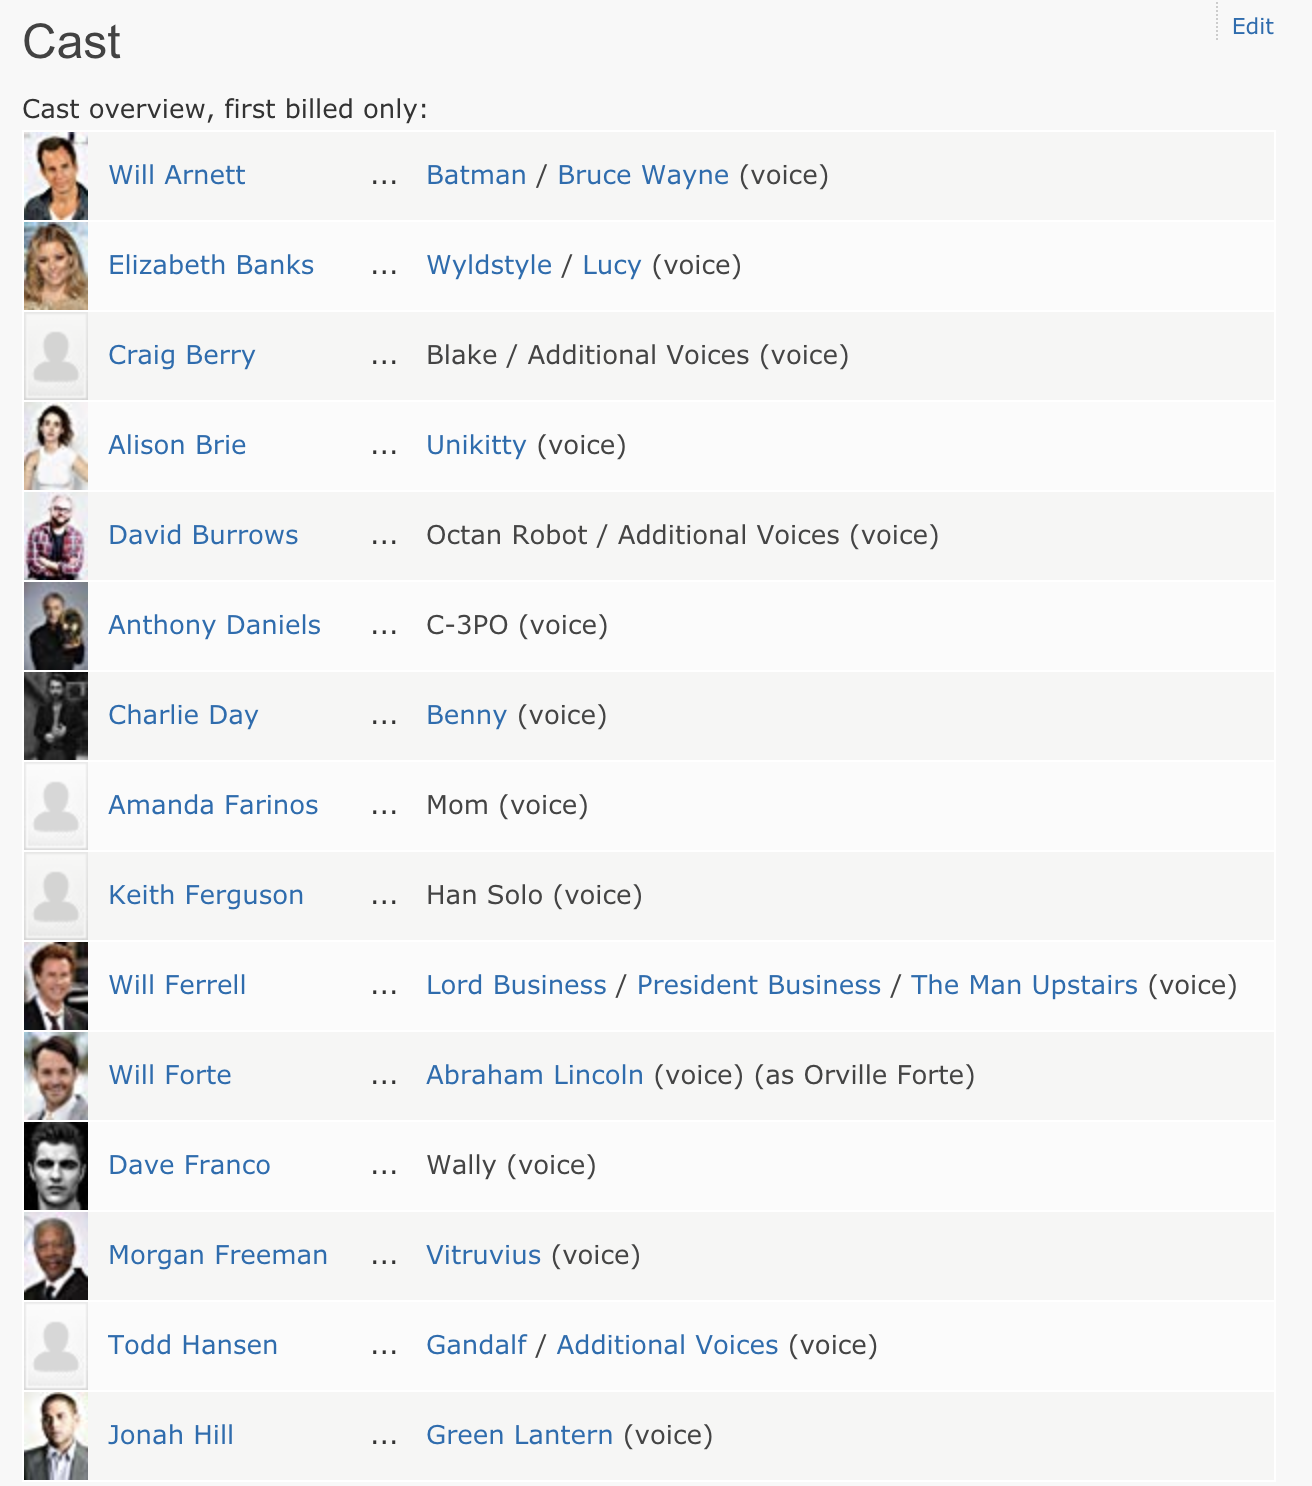 Cast
Edit
Cast overview, first billed only:
Will Arnett ... Batman / Bruce Wayne (voice)
Elizabeth Banks ... Wyldstyle / Lucy (voice)
Craig Berry ... Blake / Additional Voices (voice)
Alison Brie ... Unikitty (voice)
David Burrows ... Octan Robot / Additional Voices (voice)
Anthony Daniels ... C-3PO (voice)
Charlie Day ... Benny (voice)
Amanda Farinos ... Mom (voice)
Keith Ferguson ... Han Solo (voice)
Will Ferrell ... Lord Business / President Business / The Man Upstairs (voice)
Will Forte ... Abraham Lincoln (voice) (as Orville Forte)
Dave Franco ... Wally (voice)
Morgan Freeman ... Vitruvius (voice)
Todd Hansen ... Gandalf / Additional Voices (voice)
Jonah Hill ... Green Lantern (voice)